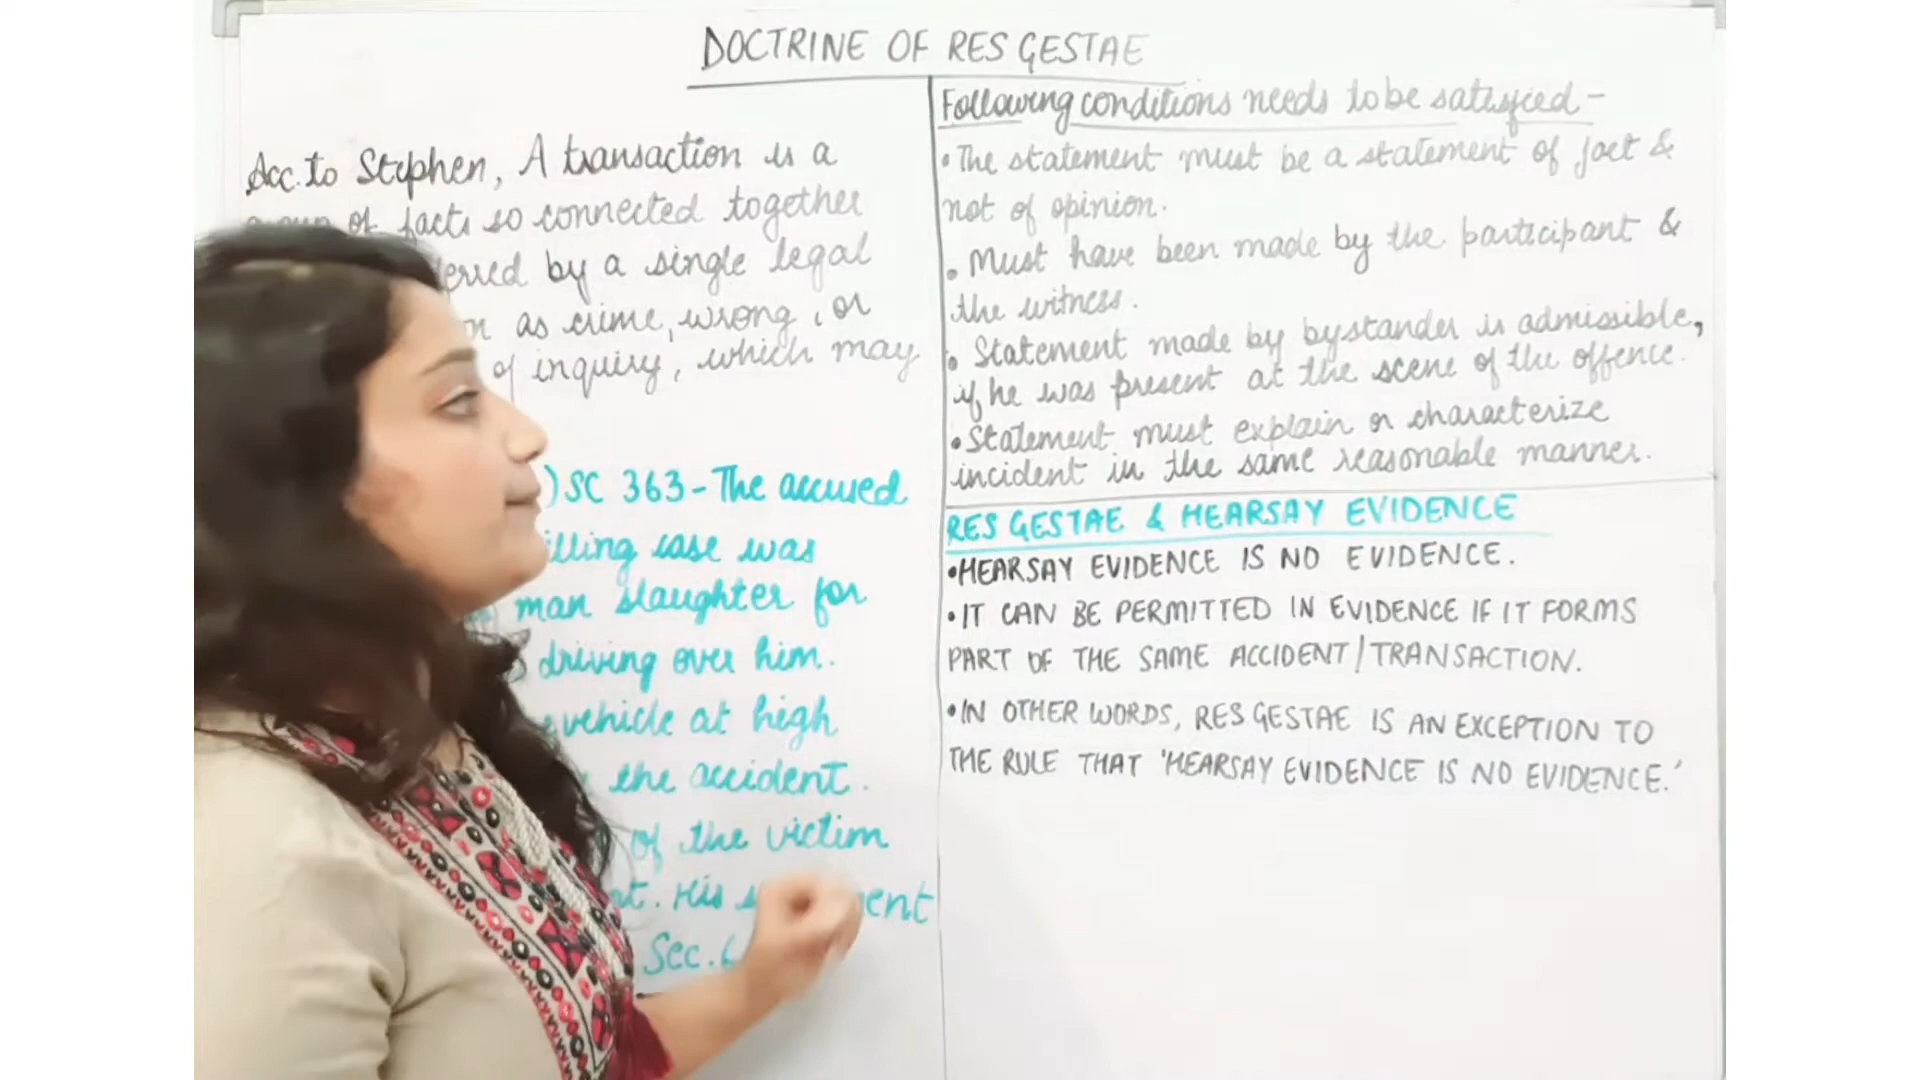 DOCTRINE OF RES GESTAE
Acc. to Stephen, A transaction is a
of facts so connected together
by a single legal
as crime, wrong, or
of inquiry, which may
) SC 363 - The accused
case was
man slaughter for
driving over him.
vehicle at high
the accident.
of the victim
His
Sec.
Following conditions needs to be satisfied -
• The statement must be a statement of fact &
not of opinion.
• Must have been made by the participant &
the witness.
• Statement made by bystander is admissible,
if he was present at the scene of the offence.
• Statement must explain or characterize
incident in the same reasonable manner.
RES GESTAE & HEARSAY EVIDENCE
• HEARSAY EVIDENCE IS NO EVIDENCE.
• IT CAN BE PERMITTED IN EVIDENCE IF IT FORMS
PART OF THE SAME ACCIDENT/TRANSACTION.
• IN OTHER WORDS, RES GESTAE IS AN EXCEPTION TO
THE RULE THAT 'HEARSAY EVIDENCE IS NO EVIDENCE.'